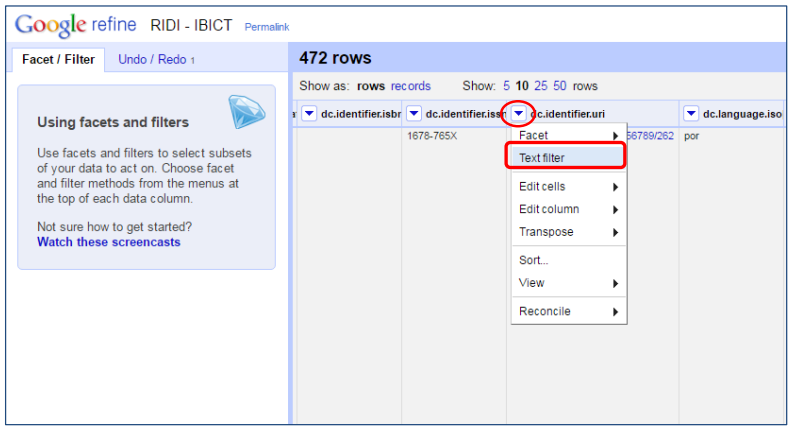 Google refine RIDI - IBICT Permalink
Facet / Filter Undo / Redo 1
472 rows
Show as: rows records Show: 5 10 25 50 rows
dc.identifier.isbr dc.identifier.issn dc.identifier.uri dc.language.iso
1678-765X 56789/262 por
Using facets and filters
Use facets and filters to select subsets
of your data to act on. Choose facet
and filter methods from the menus at
the top of each data column.
Not sure how to get started?
Watch these screencasts
Facet
Text filter
Edit cells
Edit column
Transpose
Sort...
View
Reconcile